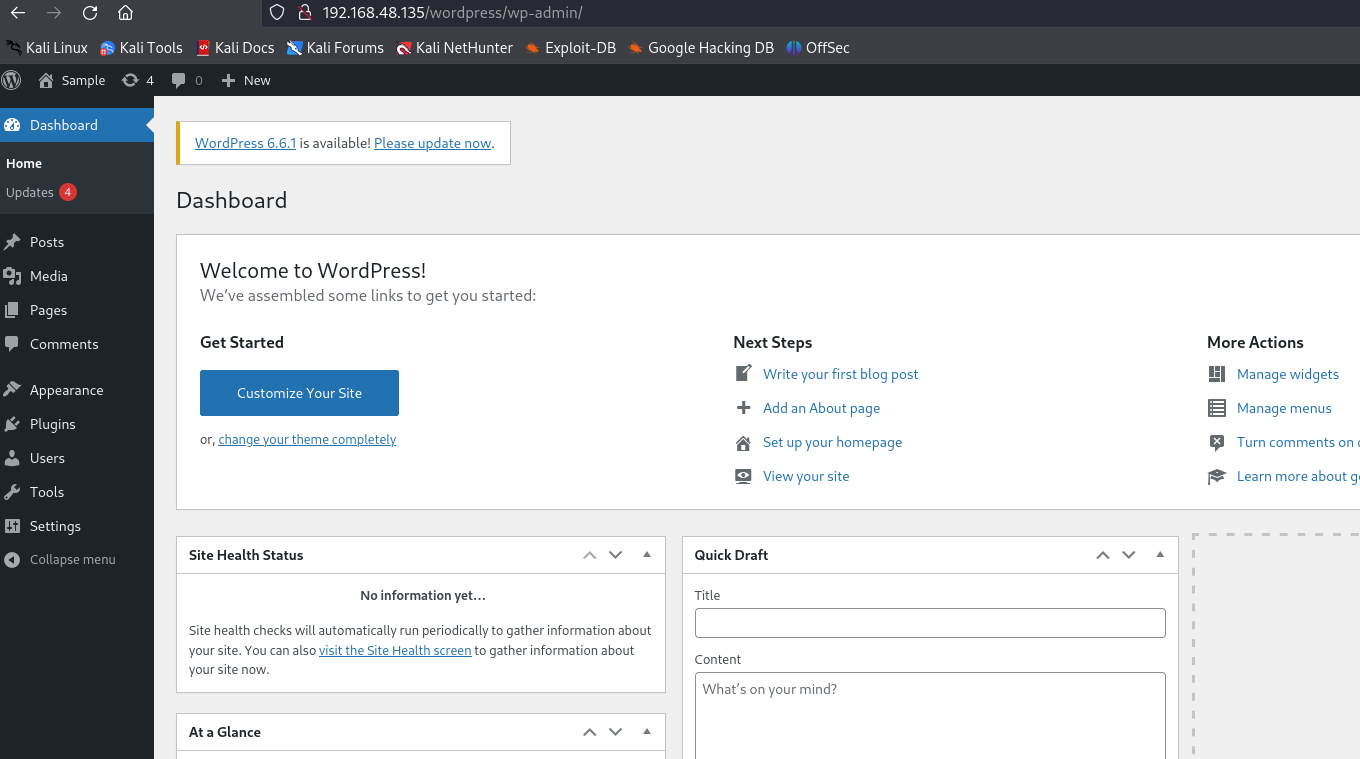 192.168.48.135/wordpress/wp-admin/
Kali Linux Kali Tools Kali Docs Kali Forums Kali NetHunter Exploit-DB Google Hacking DB OffSec
Sample 4 0 New
Dashboard
Home
Updates 4
Posts
Media
Pages
Comments
Appearance
Plugins
Users
Tools
Settings
Collapse menu
WordPress 6.6.1 is available! Please update now.
Dashboard
Welcome to WordPress!
We've assembled some links to get you started:
Get Started
Customize Your Site
or, change your theme completely
Next Steps
Write your first blog post
Add an About page
Set up your homepage
View your site
More Actions
Manage widgets
Manage menus
Turn comments on
Learn more about
Site Health Status
No information yet…
Site health checks will automatically run periodically to gather information about
your site. You can also visit the Site Health screen to gather information about
your site now.
At a Glance
Quick Draft
Title
Content
What's on your mind?